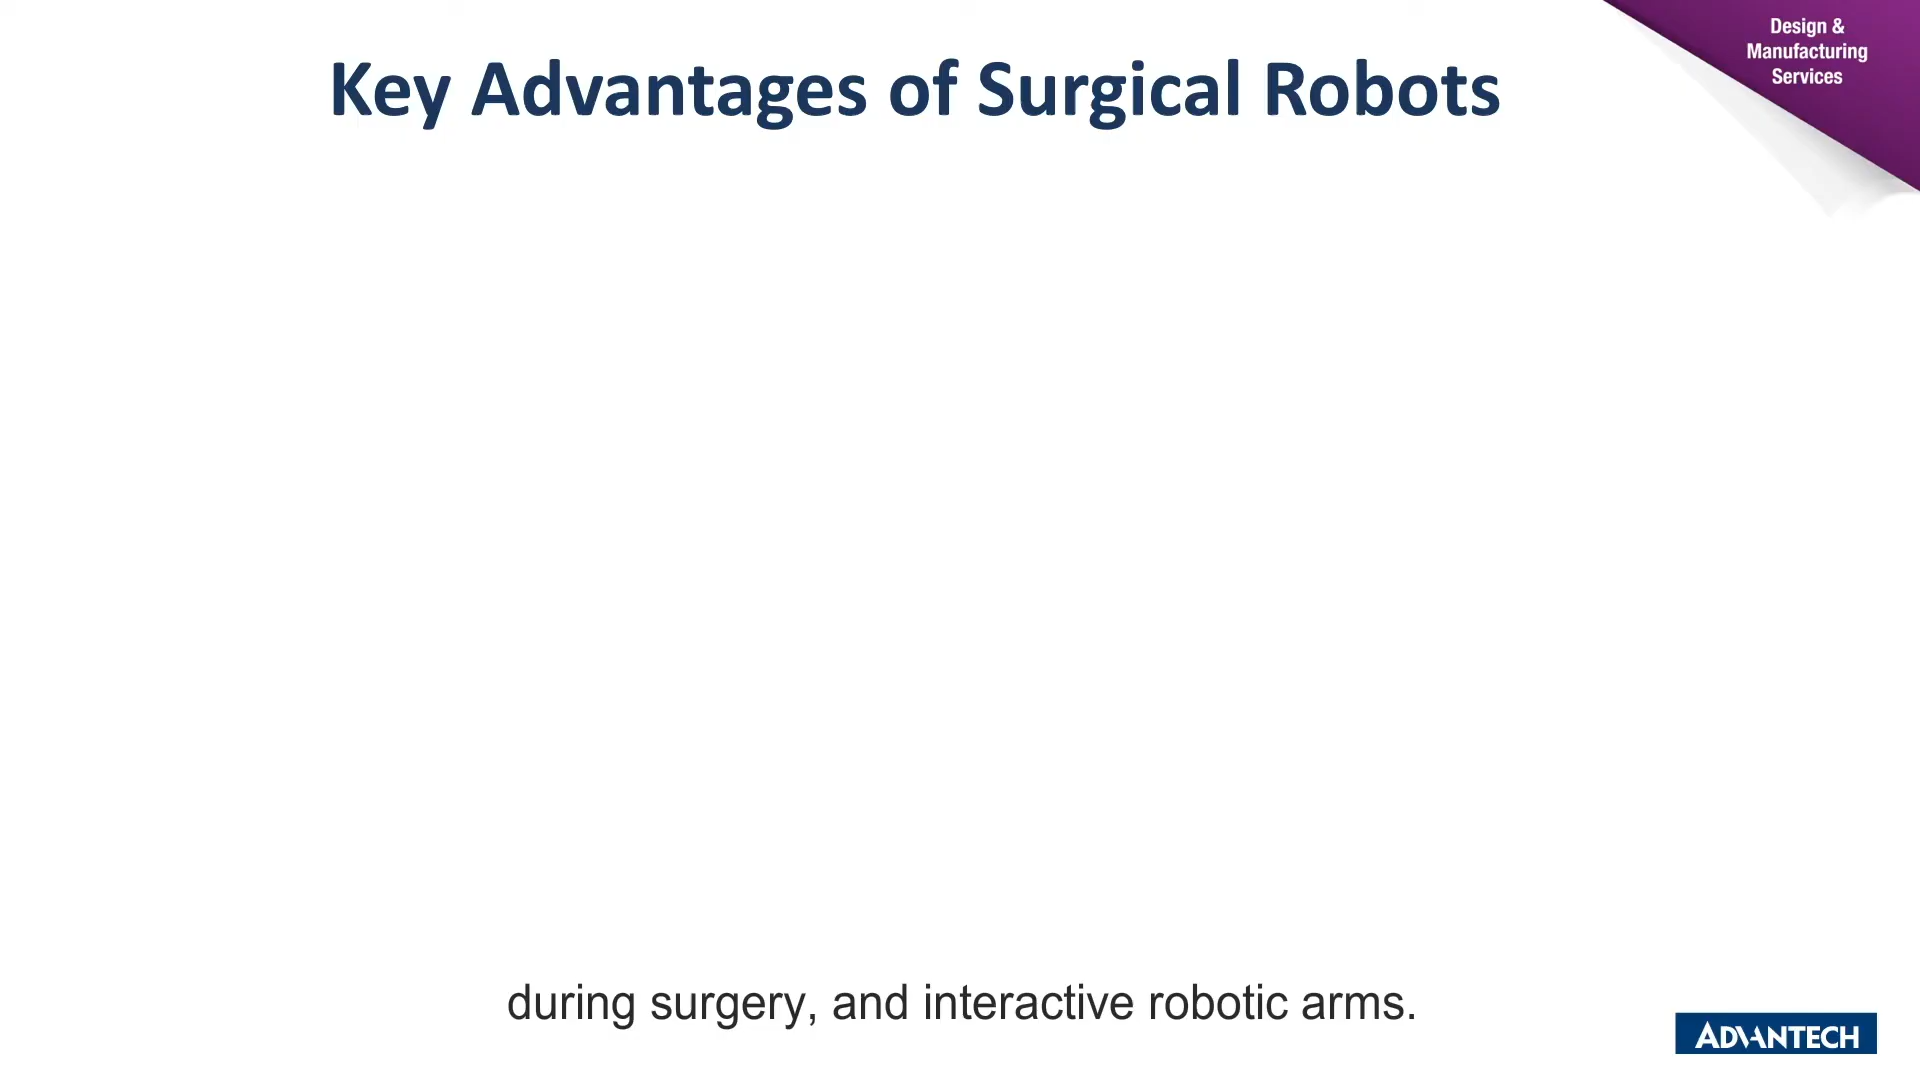 Design &
Manufacturing
Services
Key Advantages of Surgical Robots
during surgery, and interactive robotic arms.
ADVANTECH